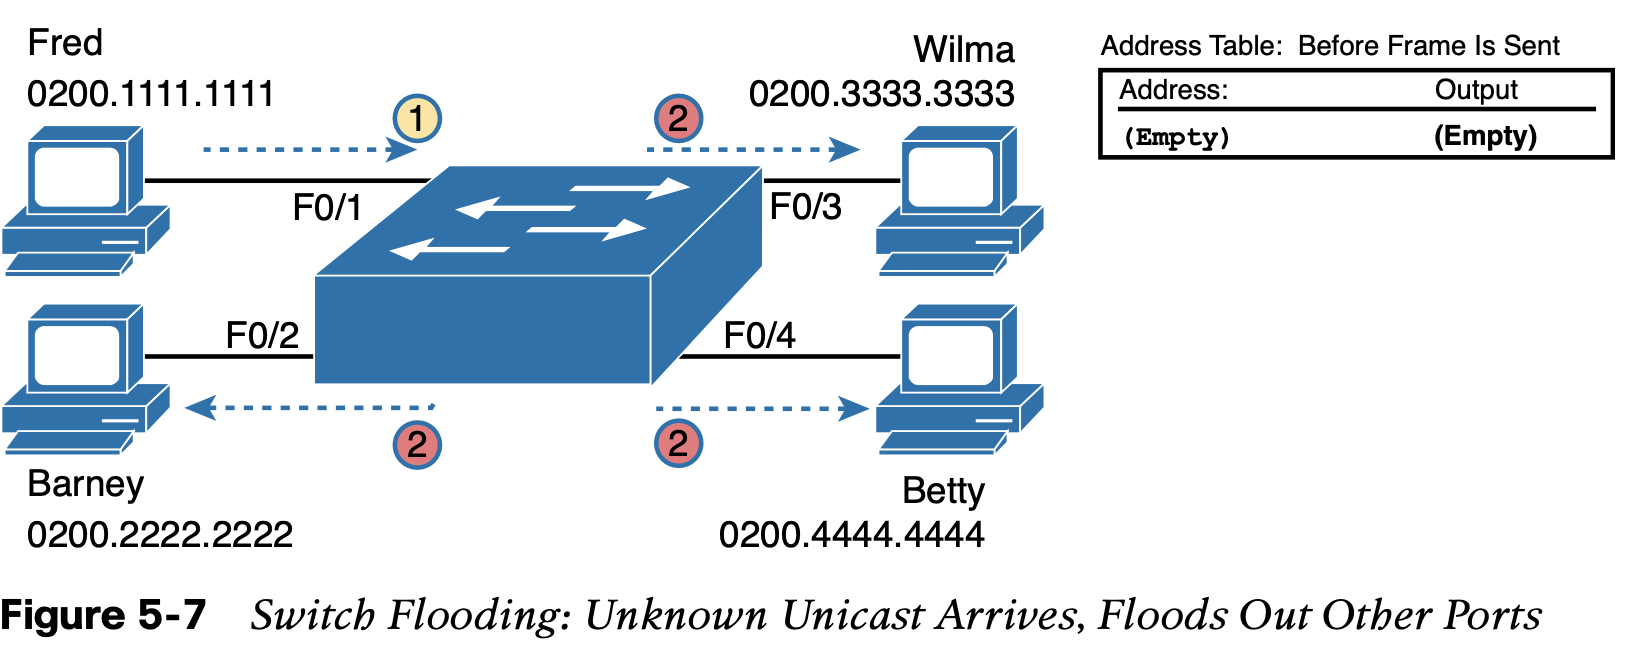 Fred
0200.1111.1111
1
F0/1
2
Wilma
0200.3333.3333
F0/3
Address Table: Before Frame Is Sent
Address: Output
(Empty) (Empty)
F0/2
F0/4
2
2
Barney
0200.2222.2222
Betty
0200.4444.4444
Figure 5-7 Switch Flooding: Unknown Unicast Arrives, Floods Out Other Ports